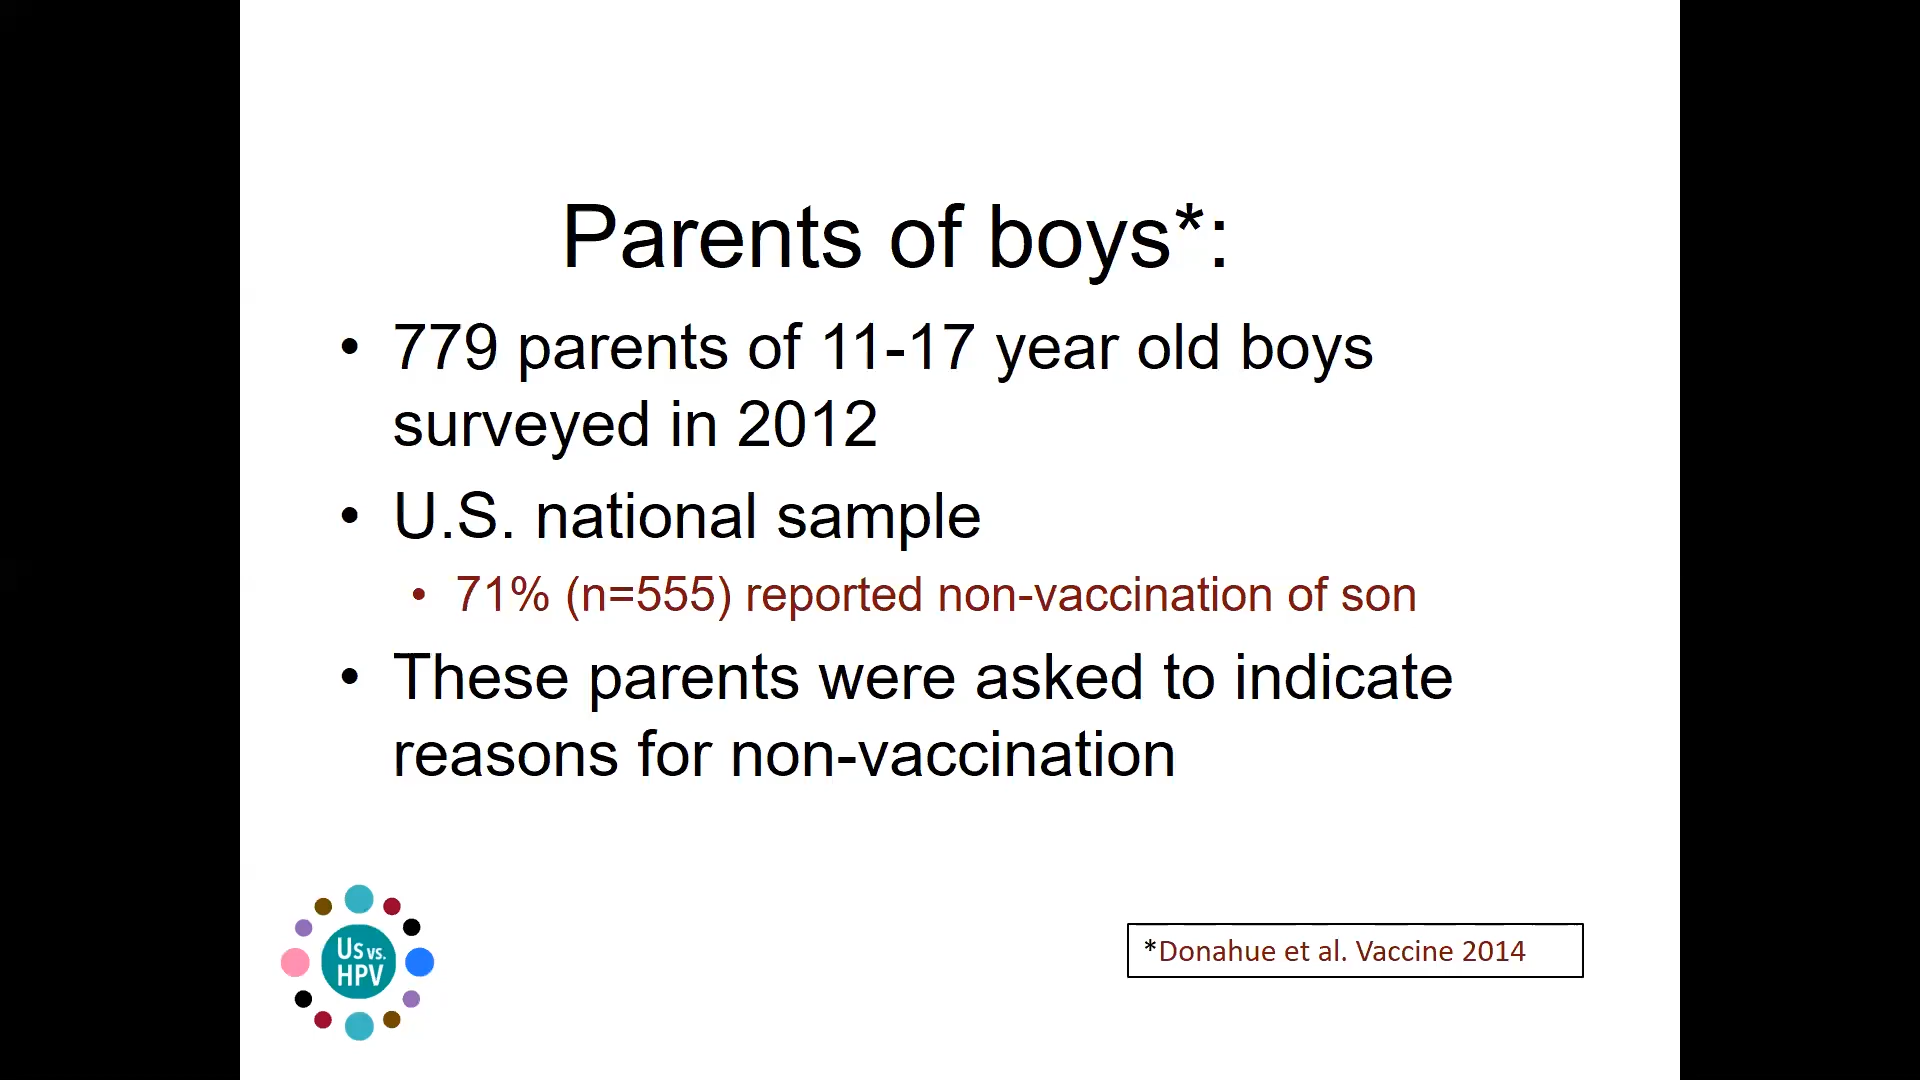 Parents of boys*:
• 779 parents of 11-17 year old boys
surveyed in 2012
• U.S. national sample
• 71% (n=555) reported non-vaccination of son
• These parents were asked to indicate
reasons for non-vaccination
Us vs.
HPV
*Donahue et al. Vaccine 2014